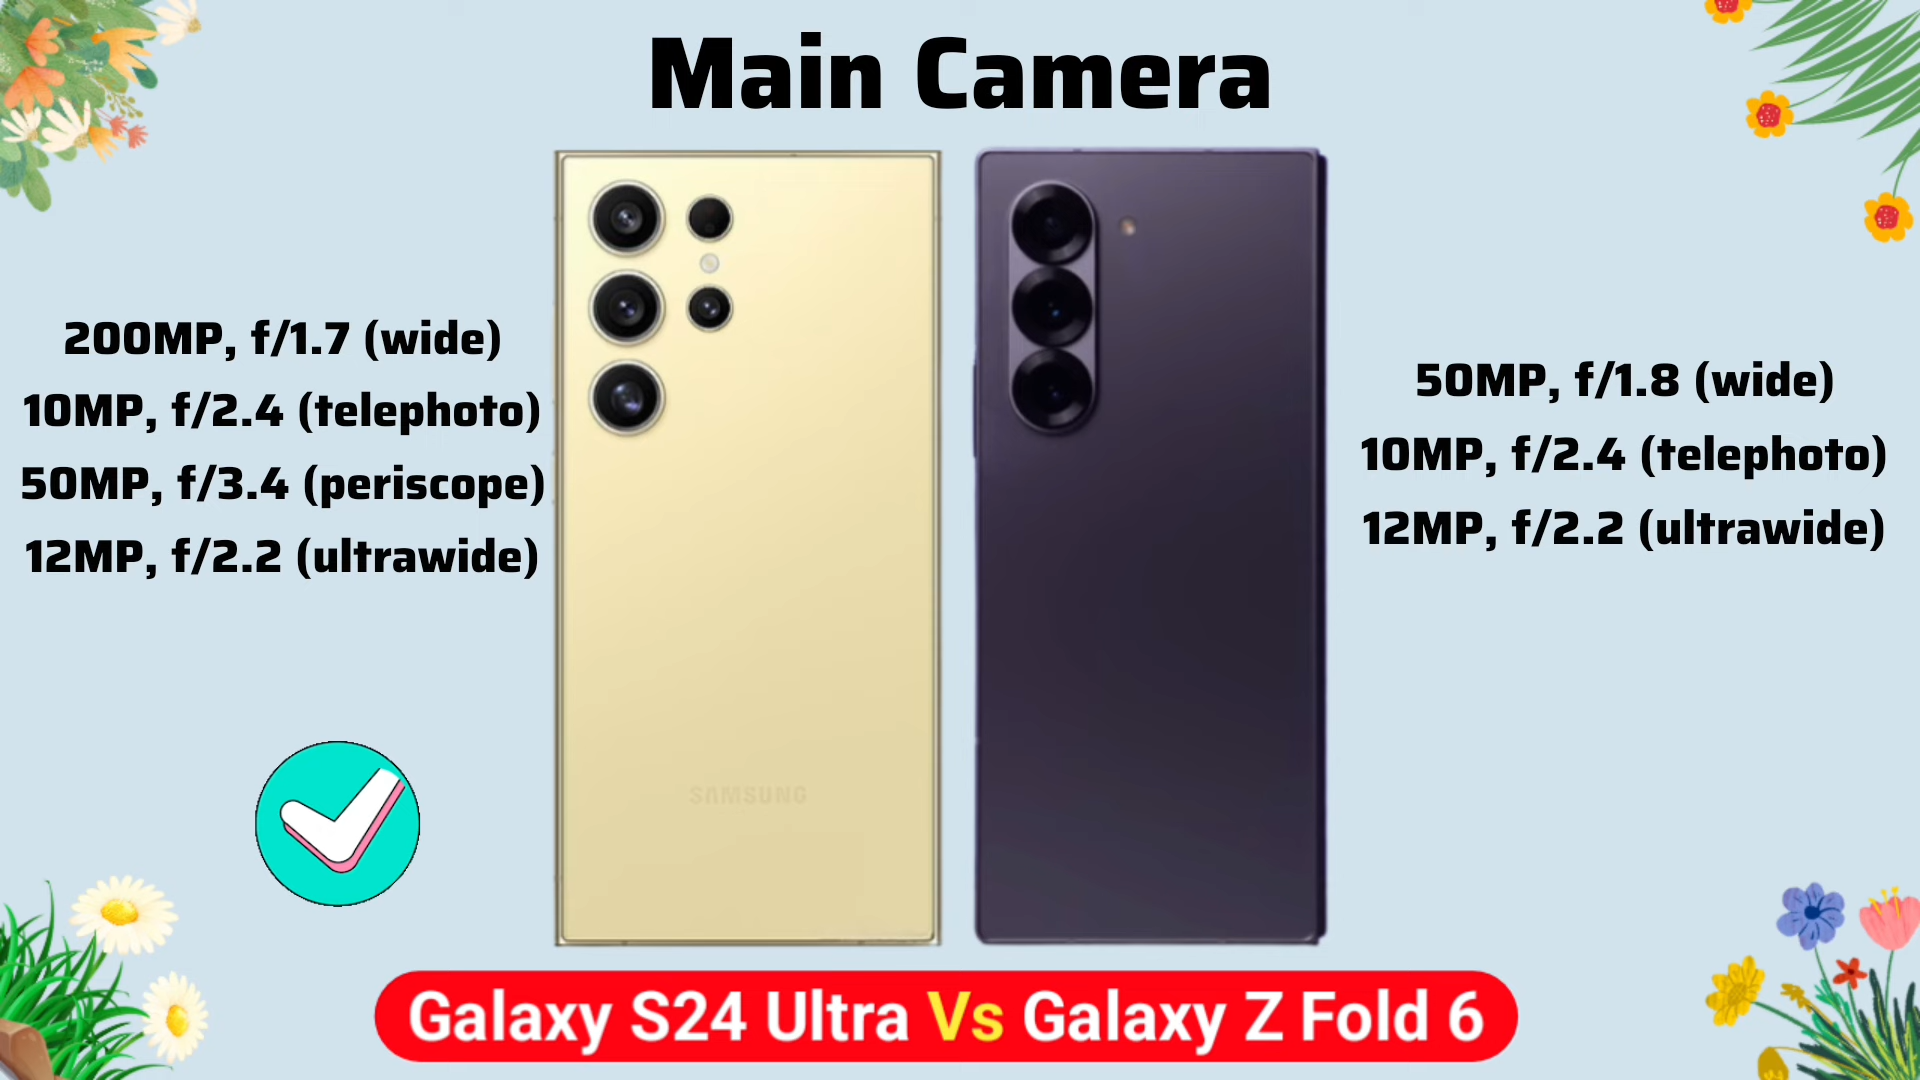 Main Camera
200MP, f/1.7 (wide)
10MP, f/2.4 (telephoto)
50MP, f/3.4 (periscope)
12MP, f/2.2 (ultrawide)
50MP, f/1.8 (wide)
10MP, f/2.4 (telephoto)
12MP, f/2.2 (ultrawide)
SAMSUNG
Galaxy S24 Ultra Vs Galaxy Z Fold 6